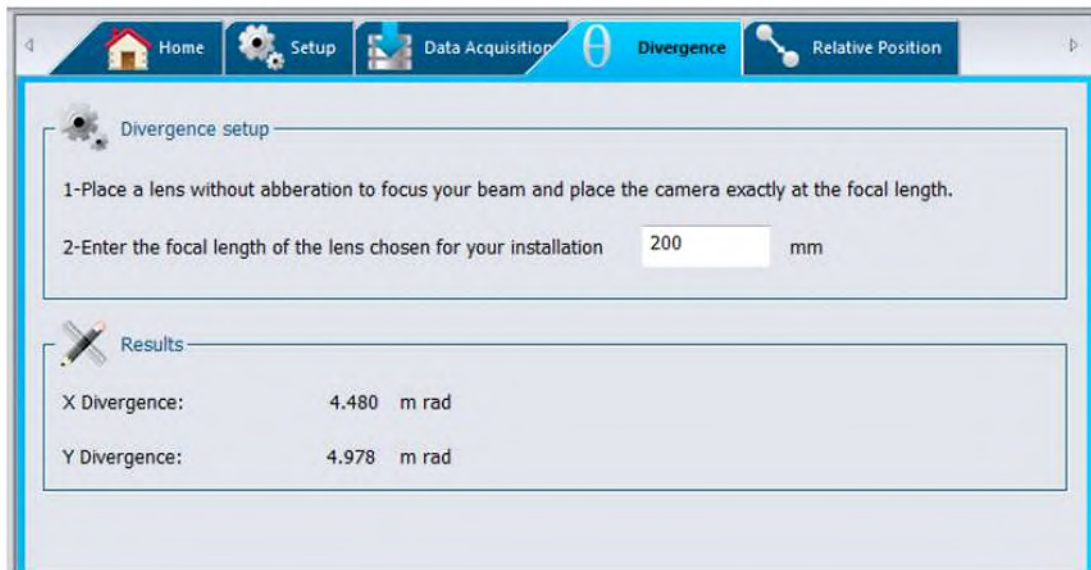 Home Setup Data Acquisition θ Divergence Relative Position
Divergence setup
1-Place a lens without abberation to focus your beam and place the camera exactly at the focal length.
2-Enter the focal length of the lens chosen for your installation 200 mm
Results
X Divergence: 4.480 m rad
Y Divergence: 4.978 m rad